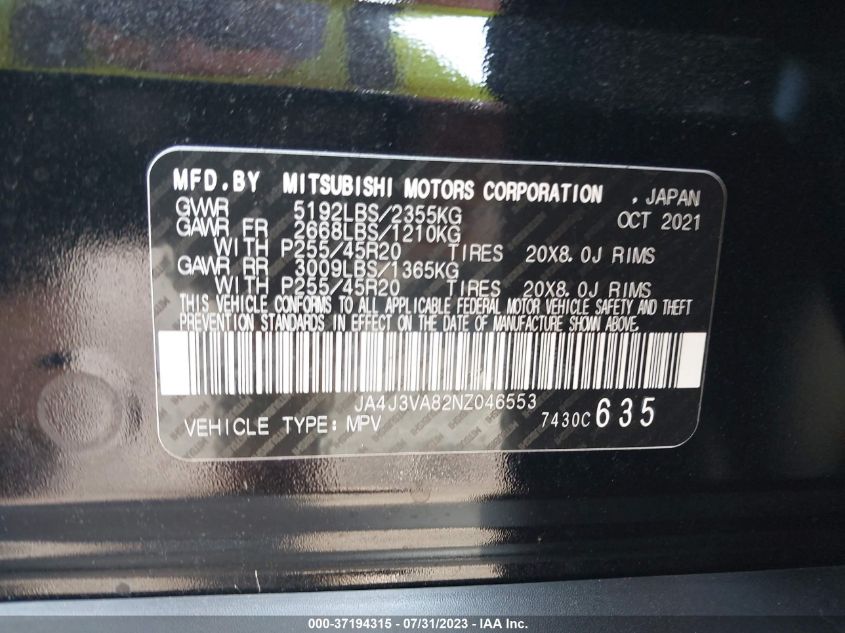 MFD.BY MITSUBISHI MOTORS CORPORATION , JAPAN
GVWR 5192LBS/2355KG OCT 2021
GAWR FR 2668LBS/1210KG
WITH P255/45R20 TIRES 20X8.0J RIMS
GAWR RR 3009LBS/1365KG
WITH P255/45R20 TIRES 20X8.0J RIMS
THIS VEHICLE CONFORMS TO ALL APPLICABLE FEDERAL MOTOR VEHICLE SAFETY AND THEFT
PREVENTION STANDARDS IN EFFECT ON THE DATE OF MANUFACTURE SHOWN ABOVE.
JA4J3VA82NZ046553
VEHICLE TYPE: MPV 7430C635
000-37194315 - 07/31/2023 - Copyright © IAA, Inc.